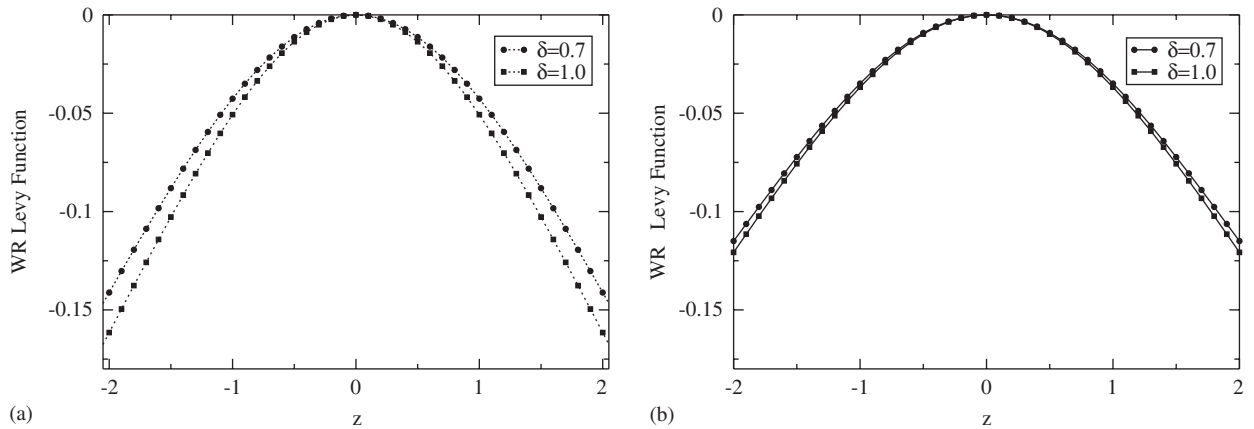 0
-0.05
-0.1
-0.15
WR Levy Function
δ=0.7
δ=1.0
-2
-1
0
1
2
(a)
z
0
-0.05
-0.1
-0.15
WR Levy Function
δ=0.7
δ=1.0
-2
-1
0
1
2
(b)
z